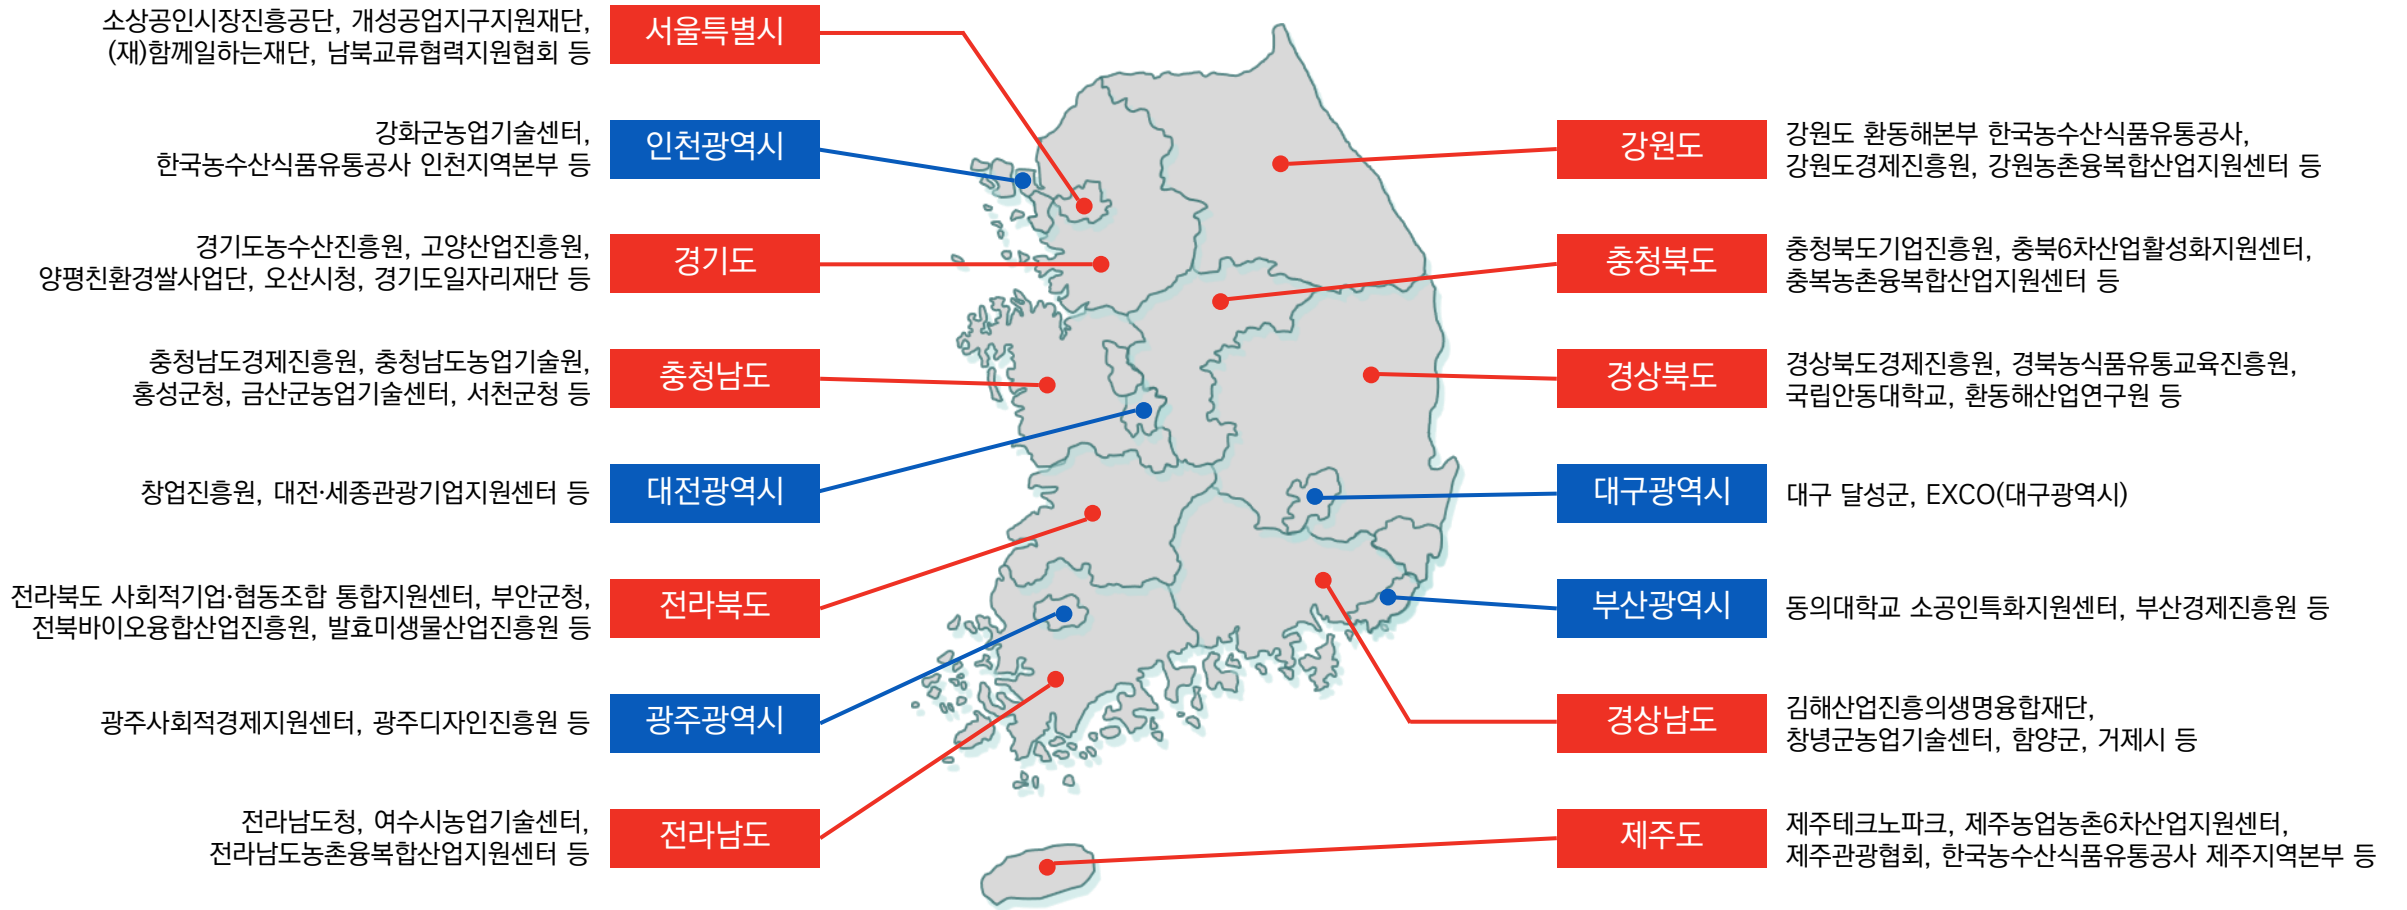 소상공인시장진흥공단, 개성공업지구지원재단,
(재)함께일하는재단, 남북교류협력지원협회 등
서울특별시
강화군농업기술센터,
한국농수산식품유통공사 인천지역본부 등
인천광역시
경기도농수산진흥원, 고양산업진흥원,
양평친환경쌀사업단, 오산시청, 경기도일자리재단 등
경기도
충청남도경제진흥원, 충청남도농업기술원,
홍성군청, 금산군농업기술센터, 서천군청 등
충청남도
창업진흥원, 대전·세종관광기업지원센터 등
대전광역시
전라북도 사회적기업·협동조합 통합지원센터, 부안군청,
전북바이오융합산업진흥원, 발효미생물산업진흥원 등
전라북도
광주사회적경제지원센터, 광주디자인진흥원 등
광주광역시
전라남도청, 여수시농업기술센터,
전라남도농촌융복합산업지원센터 등
전라남도
강원도
강원도 환동해본부 한국농수산식품유통공사,
강원도경제진흥원, 강원농촌융복합산업지원센터 등
충청북도
충청북도기업진흥원, 충북6차산업활성화지원센터,
충복농촌융복합산업지원센터 등
경상북도
경상북도경제진흥원, 경북농식품유통교육진흥원,
국립안동대학교, 환동해산업연구원 등
대구광역시
대구 달성군, EXCO(대구광역시)
부산광역시
동의대학교 소공인특화지원센터, 부산경제진흥원 등
경상남도
김해산업진흥의생명융합재단,
창녕군농업기술센터, 함양군, 거제시 등
제주도
제주테크노파크, 제주농업농촌6차산업지원센터,
제주관광협회, 한국농수산식품유통공사 제주지역본부 등